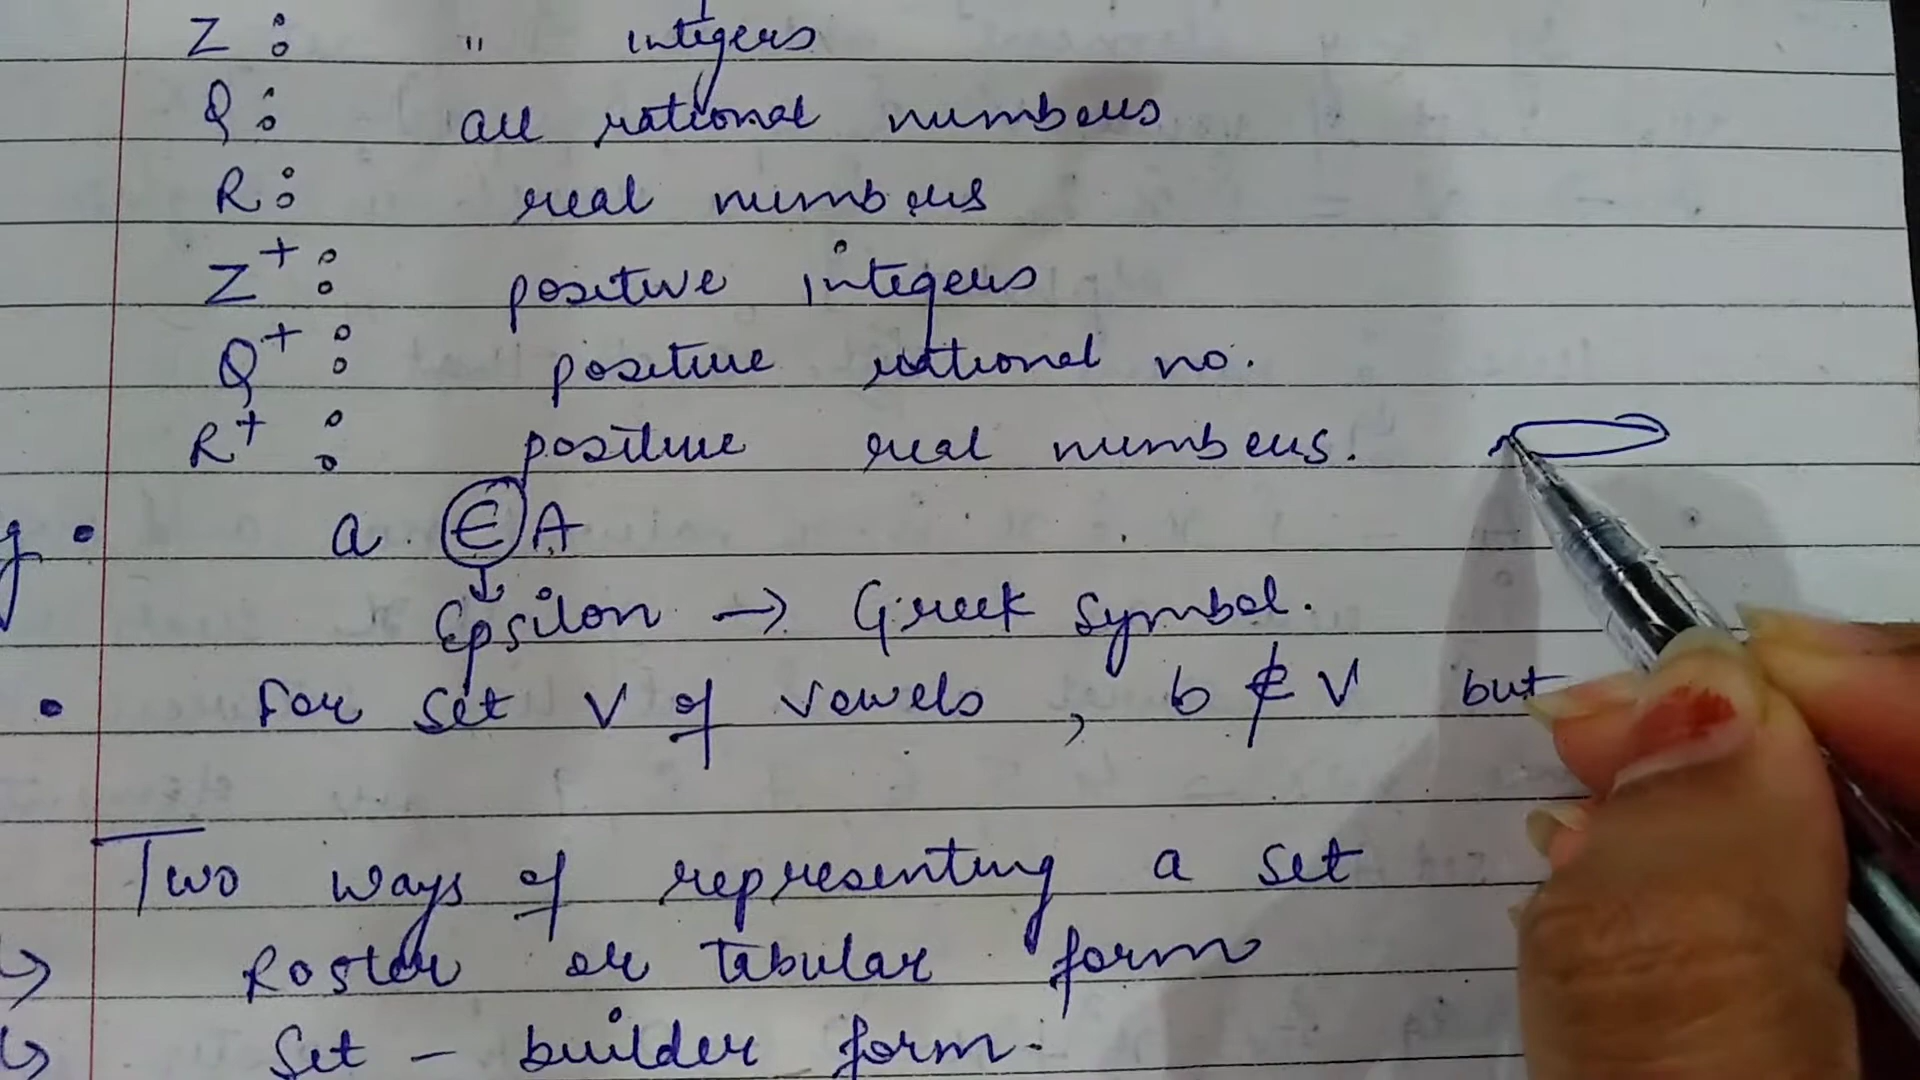 Z : " integers
Q : all rational numbers
R : real numbers
Z+ : positive integers
Q+ : positive rational no.
R+ : positive real numbers.
• a ∈ A
↓
Epsilon → Greek Symbol.
• For set V of vowels , b ∉ V but
Two ways of representing a set
↳ Roster or tabular form
↳ Set - builder form.